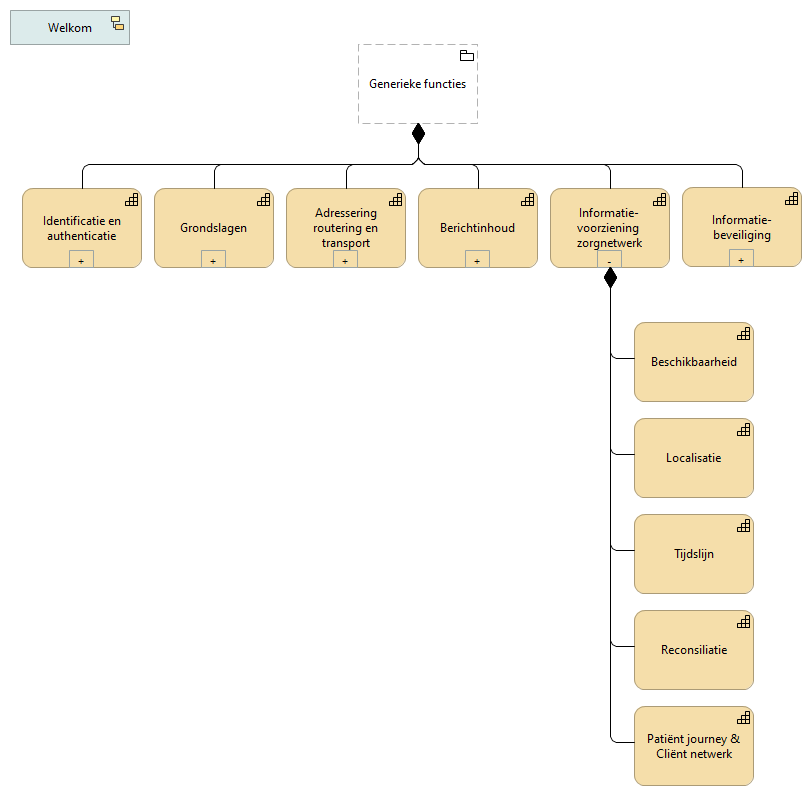 Welkom
Generieke functies
Identificatie en
authenticatie
+
Grondslagen
+
Adressering
routering en
transport
+
Berichtinhoud
+
Informatie-
voorziening
zorgnetwerk
-
Informatie-
beveiliging
+
Beschikbaarheid
Localisatie
Tijdslijn
Reconsiliatie
Patiënt journey &
Cliënt netwerk